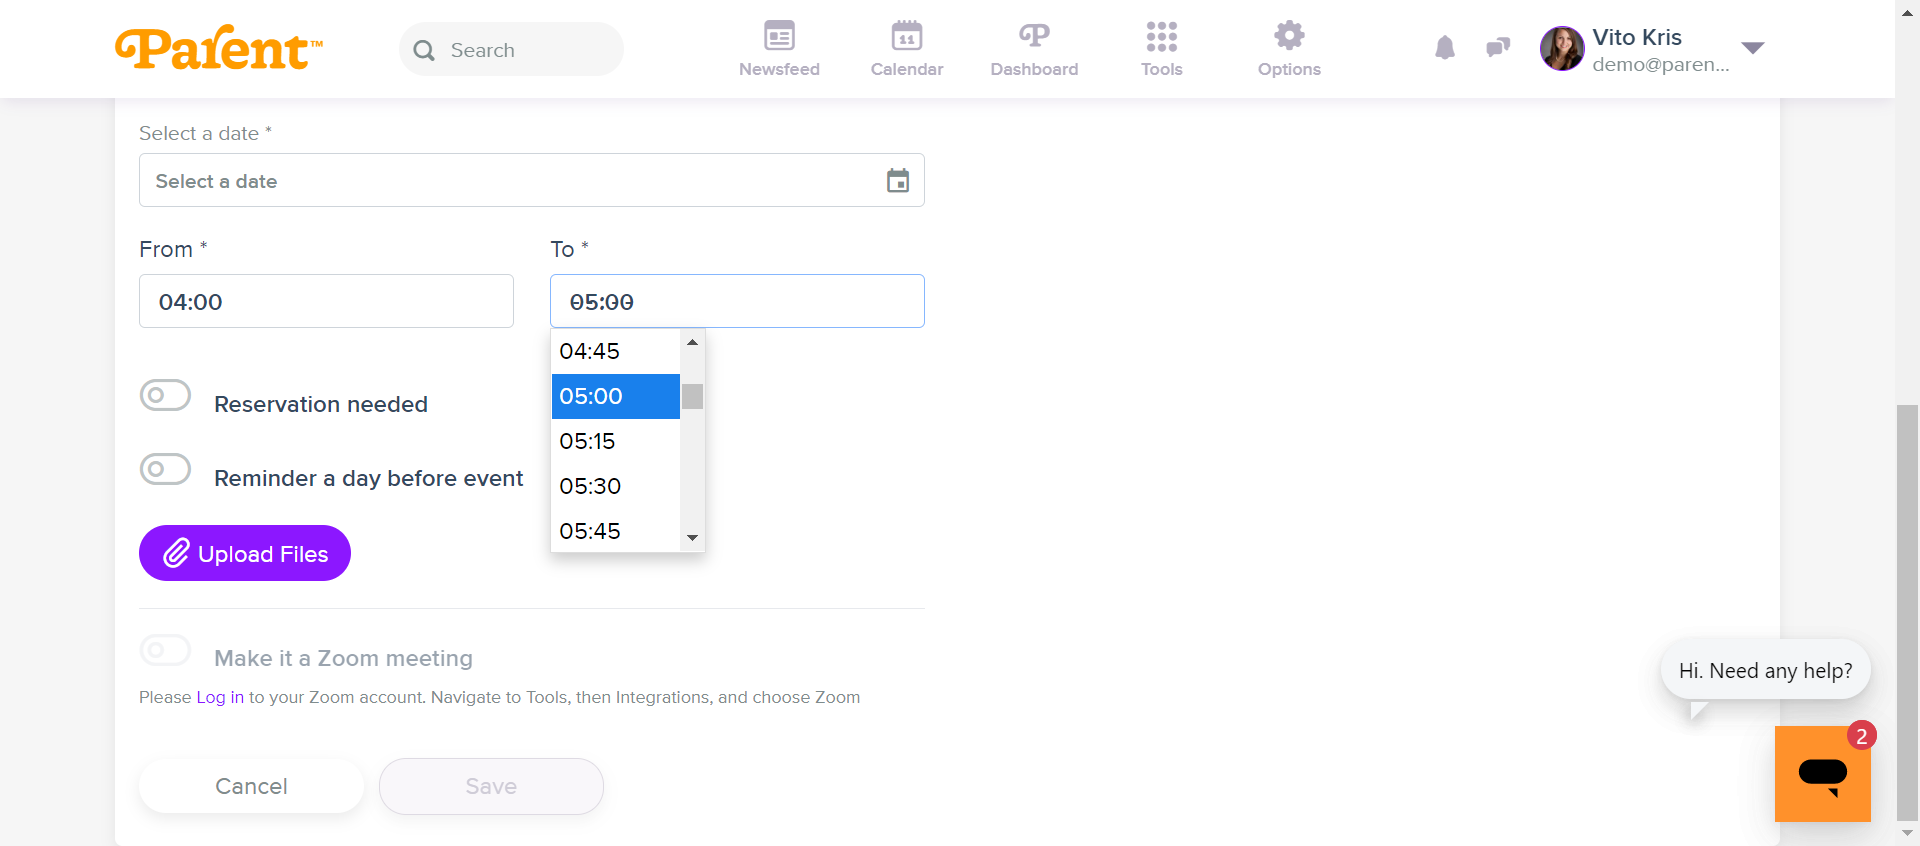 Parent™
Search
Newsfeed
11
Calendar
Dashboard
Tools
Options
Vito Kris
demo@paren...
Select a date *
Select a date
From *
To *
04:00
05:00
04:45
05:00
05:15
05:30
05:45
Reservation needed
Reminder a day before event
Upload Files
Make it a Zoom meeting
Please Log in to your Zoom account. Navigate to Tools, then Integrations, and choose Zoom
Hi. Need any help?
2
Cancel
Save